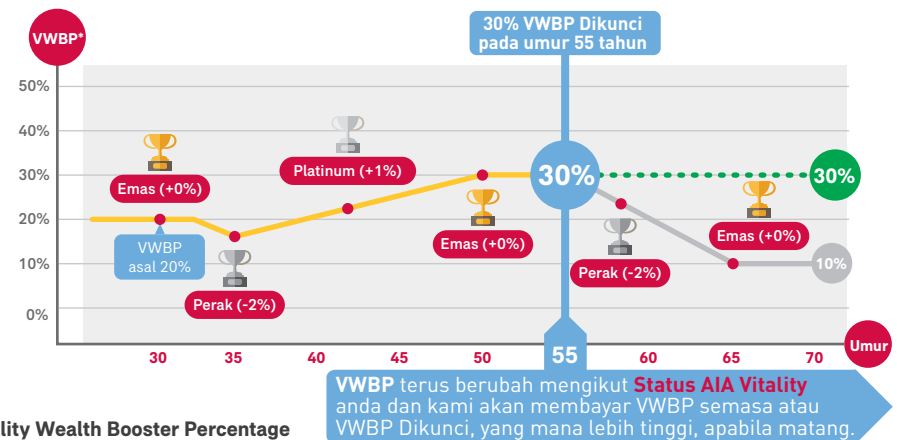 VWBP*
30% VWBP Dikunci
pada umur 55 tahun
50%
40%
30%
20%
10%
0%
Emas (+0%)
VWBP
asal 20%
Perak (-2%)
Platinum (+1%)
Emas (+0%)
30%
Perak (-2%)
Emas (+0%)
30%
10%
30
35
40
45
50
55
60
65
70
Umur
VWBP terus berubah mengikut Status AIA Vitality
anda dan kami akan membayar VWBP semasa atau
VWBP Dikunci, yang mana lebih tinggi, apabila matang.
lity Wealth Booster Percentage